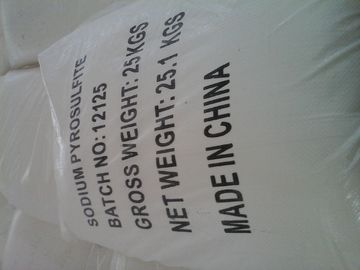 SODIUM PYROSULFITE
BATCH NO: 12125
GROSS WEIGHT: 25KGS
NET WEIGHT: 25.1 KGS
MADE IN CHINA